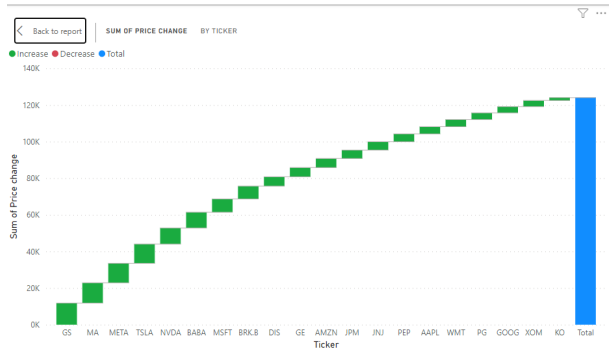 Back to report
SUM OF PRICE CHANGE BY TICKER
Increase Decrease Total
140K
120K
100K
80K
60K
40K
20K
0K
Sum of Price change
GS MA META TSLA NVDA BABA MSFT BRK.B DIS GE AMZN JPM JNJ PEP AAPL WMT PG GOOG XOM KO Total
Ticker